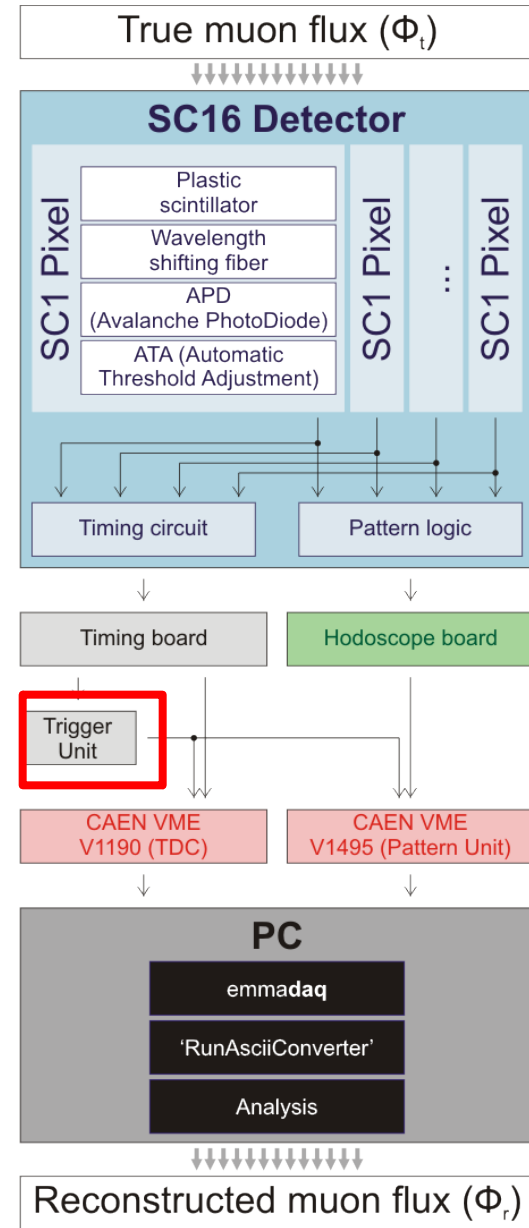 True muon flux (Φt)
SC16 Detector
SC1 Pixel
Plastic
scintillator
Wavelength
shifting fiber
APD
(Avalanche PhotoDiode)
ATA (Automatic
Threshold Adjustment)
SC1 Pixel
...
SC1 Pixel
Timing circuit
Pattern logic
Timing board
Hodoscope board
Trigger
Unit
CAEN VME
V1190 (TDC)
CAEN VME
V1495 (Pattern Unit)
PC
emmadaq
‘RunAsciiConverter’
Analysis
Reconstructed muon flux (Φr)